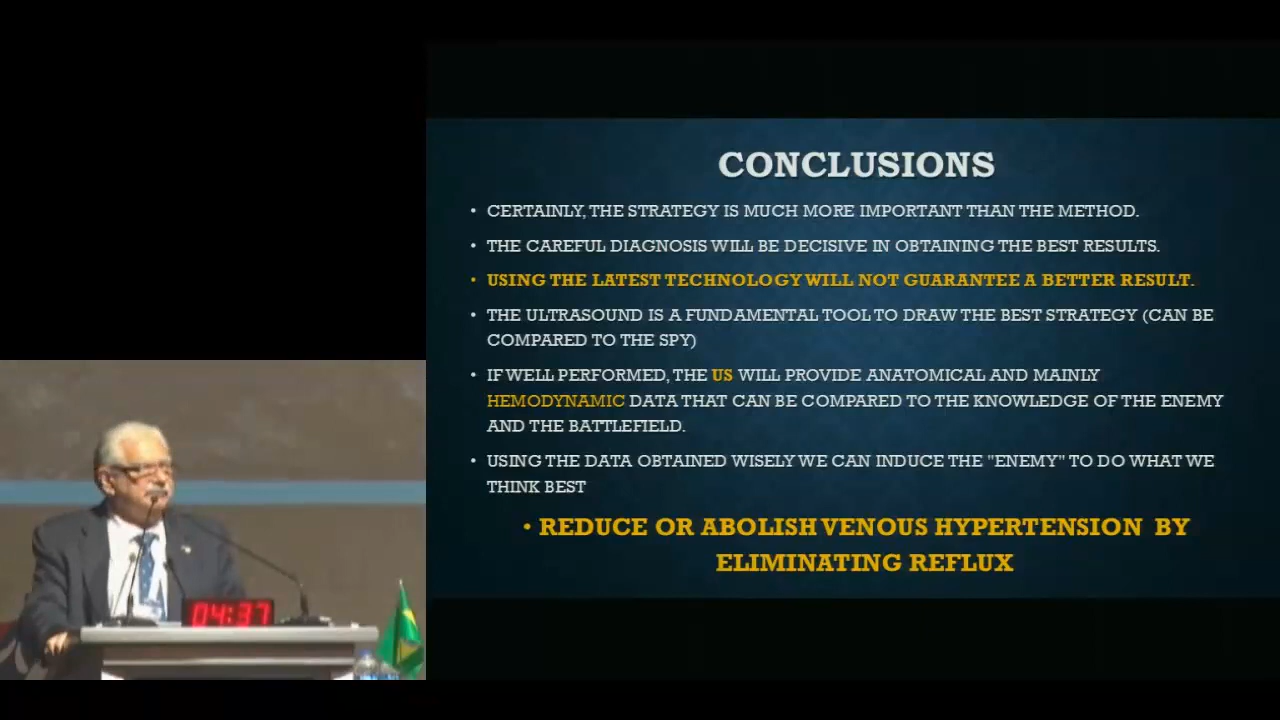 CONCLUSIONS
• CERTAINLY, THE STRATEGY IS MUCH MORE IMPORTANT THAN THE METHOD.
• THE CAREFUL DIAGNOSIS WILL BE DECISIVE IN OBTAINING THE BEST RESULTS.
• USING THE LATEST TECHNOLOGY WILL NOT GUARANTEE A BETTER RESULT.
• THE ULTRASOUND IS A FUNDAMENTAL TOOL TO DRAW THE BEST STRATEGY (CAN BE
COMPARED TO THE SPY)
• IF WELL PERFORMED, THE US WILL PROVIDE ANATOMICAL AND MAINLY
HEMODYNAMIC DATA THAT CAN BE COMPARED TO THE KNOWLEDGE OF THE ENEMY
AND THE BATTLEFIELD.
• USING THE DATA OBTAINED WISELY WE CAN INDUCE THE "ENEMY" TO DO WHAT WE
THINK BEST
• REDUCE OR ABOLISH VENOUS HYPERTENSION BY
ELIMINATING REFLUX
04:37